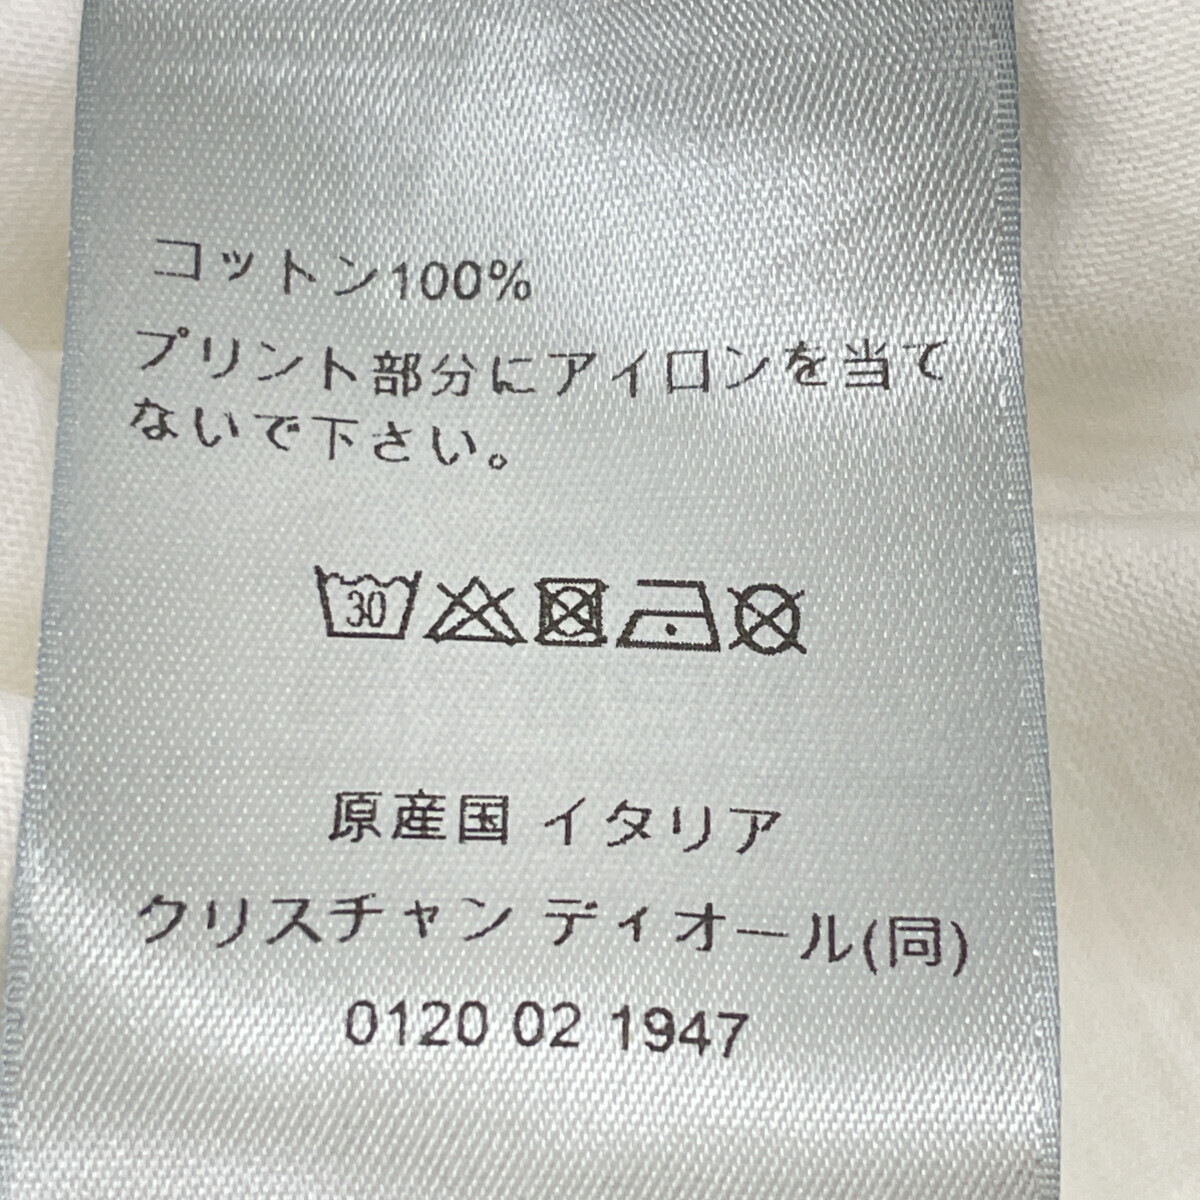 コットン100%
プリント部分にアイロンを当て
ないで下さい。
30
原産国 イタリア
クリスチャン ディオール(同)
0120 02 1947